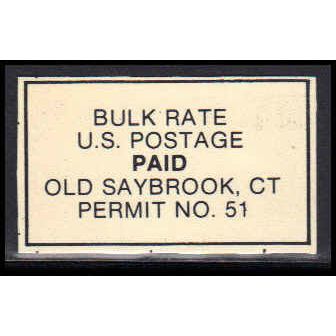 BULK RATE
U.S. POSTAGE
PAID
OLD SAYBROOK, CT
PERMIT NO. 51